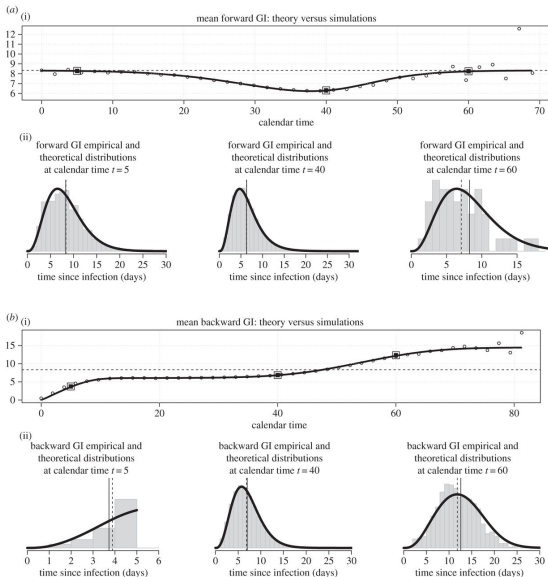 (a) (i)
mean forward GI: theory versus simulations
12
11
10
9
8
7
6
0 10 20 30 40 50 60 70
calendar time
(ii)
forward GI empirical and
theoretical distributions
at calendar time t = 5
0 5 10 15 20 25 30
time since infection (days)
forward GI empirical and
theoretical distributions
at calendar time t = 40
0 5 10 15 20 25 30
time since infection (days)
forward GI empirical and
theoretical distributions
at calendar time t = 60
0 5 10 15
time since infection (days)
(b) (i)
mean backward GI: theory versus simulations
15
10
5
0
0 20 40 60 80
calendar time
(ii)
backward GI empirical and
theoretical distributions
at calendar time t = 5
0 1 2 3 4 5 6
time since infection (days)
backward GI empirical and
theoretical distributions
at calendar time t = 40
0 5 10 15 20 25 30
time since infection (days)
backward GI empirical and
theoretical distributions
at calendar time t = 60
0 5 10 15 20 25 30
time since infection (days)